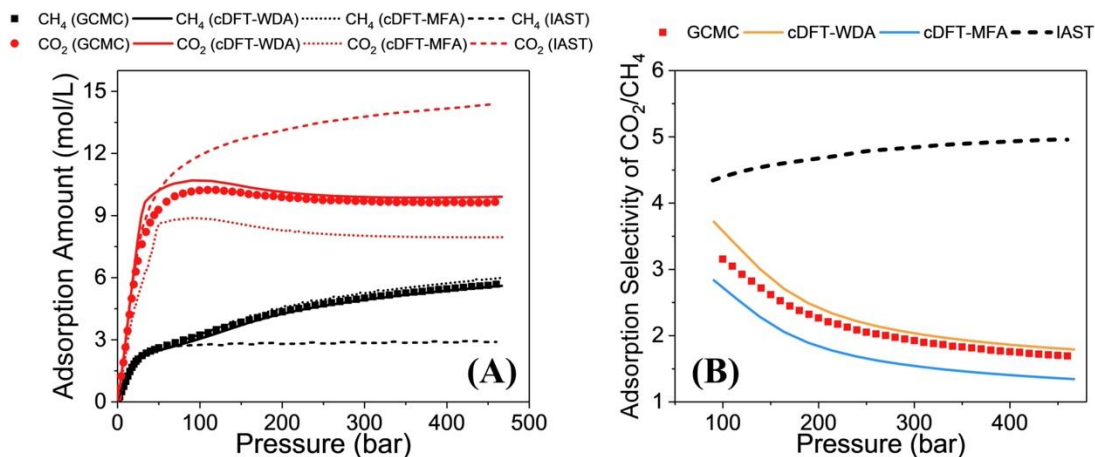 CH₄ (GCMC) CH₄ (cDFT-WDA) CH₄ (cDFT-MFA) CH₄ (IAST)
CO₂ (GCMC) CO₂ (cDFT-WDA) CO₂ (cDFT-MFA) CO₂ (IAST)
Adsorption Amount (mol/L)
15
12
9
6
3
0
(A)
0 100 200 300 400 500
Pressure (bar)
GCMC cDFT-WDA cDFT-MFA IAST
Adsorption Selectivity of CO₂/CH₄
6
5
4
3
2
1
(B)
100 200 300 400
Pressure (bar)